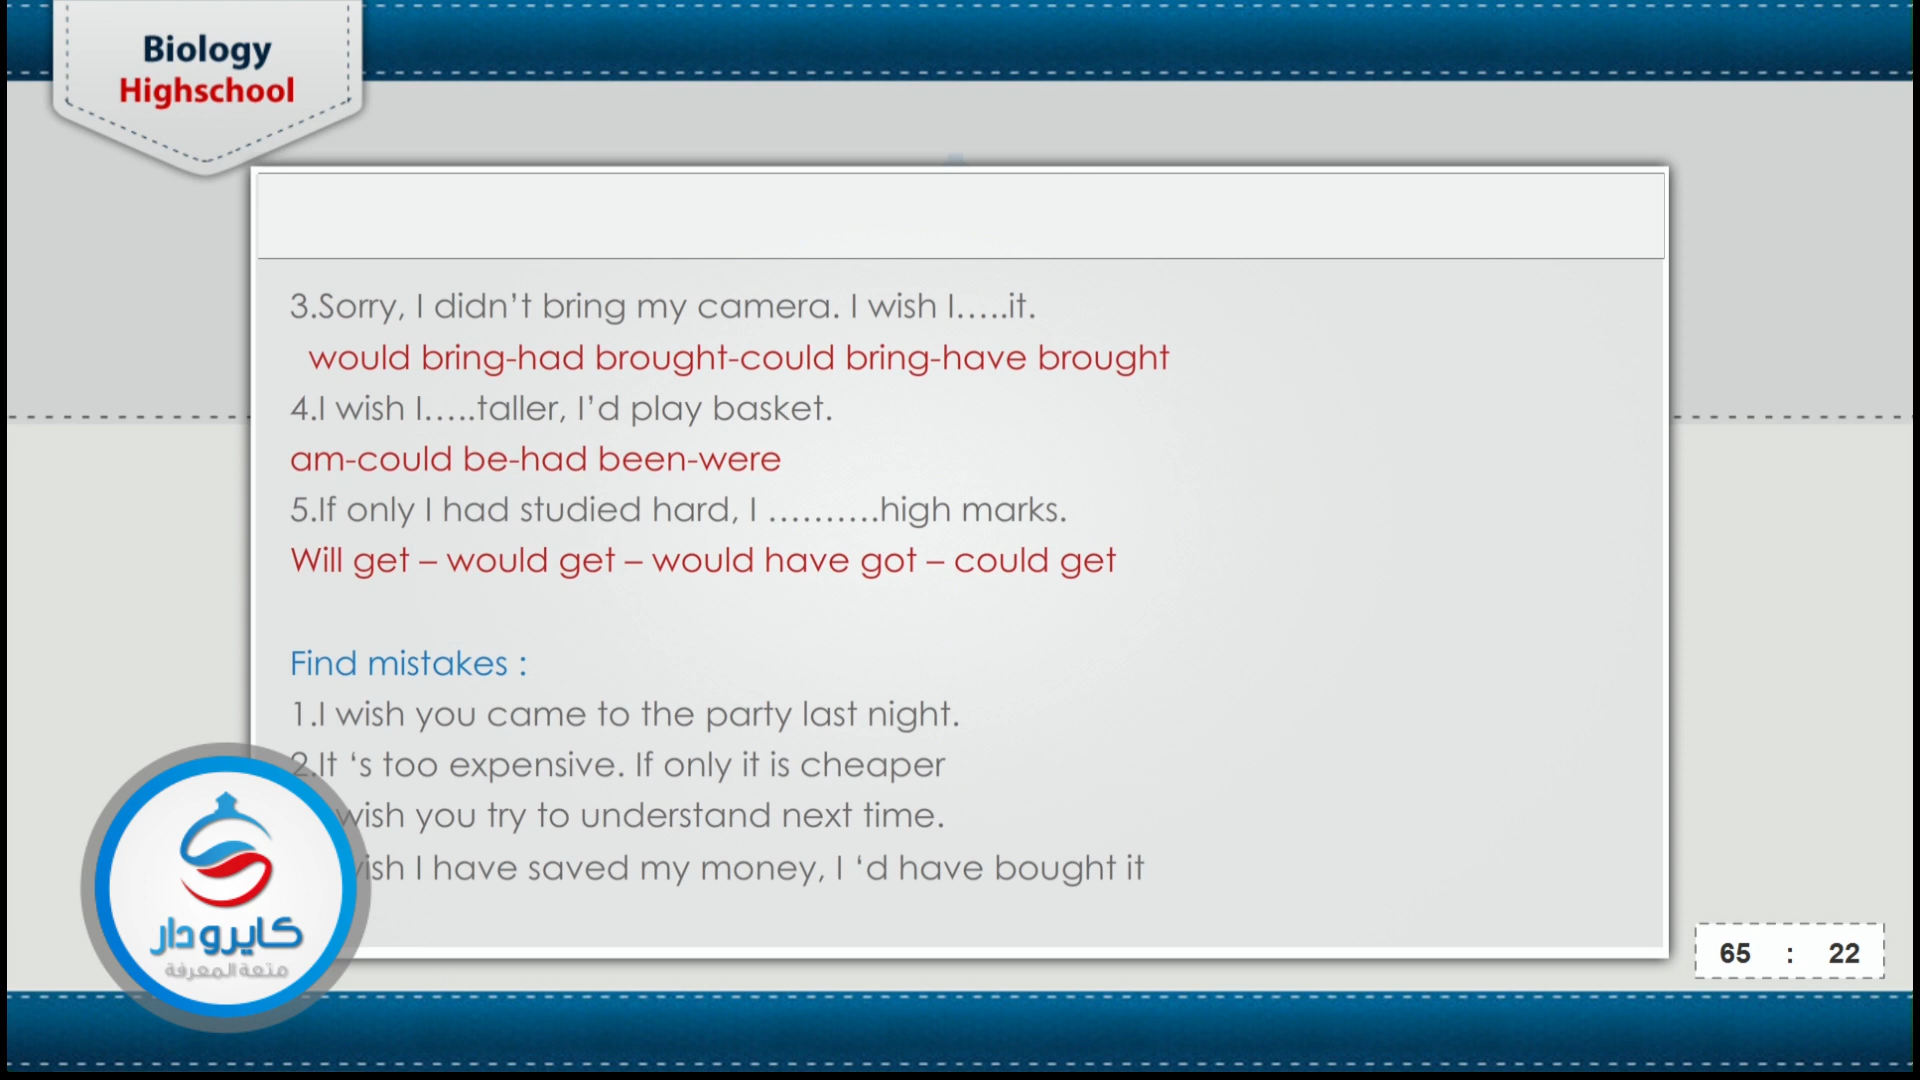 Biology
Highschool
3.Sorry, I didn’t bring my camera. I wish I…..it.
would bring-had brought-could bring-have brought
4.I wish I…..taller, I’d play basket.
am-could be-had been-were
5.If only I had studied hard, I ……….high marks.
Will get – would get – would have got – could get
Find mistakes :
1.I wish you came to the party last night.
2.It ‘s too expensive. If only it is cheaper
wish you try to understand next time.
wish I have saved my money, I ‘d have bought it
كايرودار
متعة المعرفة
65 : 22